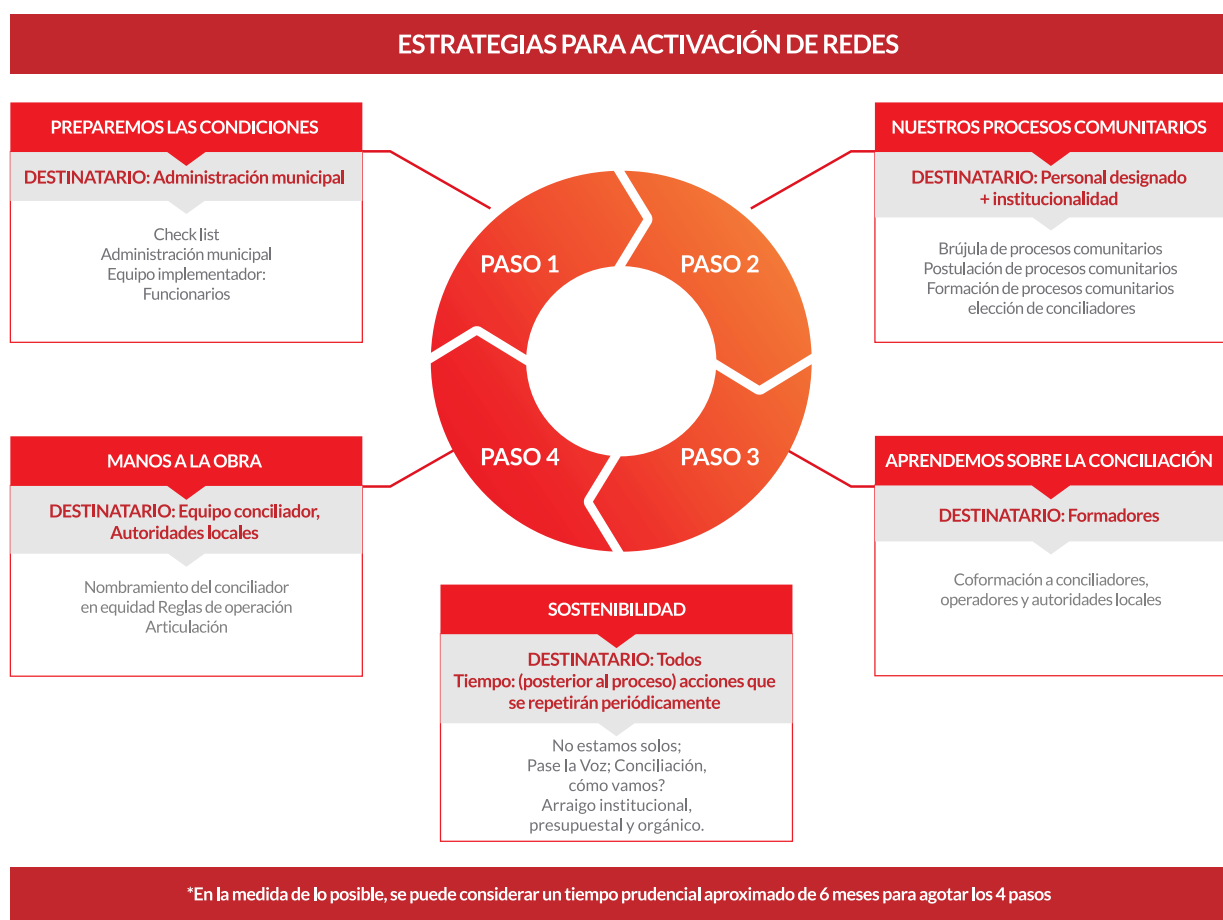 ESTRATEGIAS PARA ACTIVACIÓN DE REDES
PREPAREMOS LAS CONDICIONES
DESTINATARIO: Administración municipal
Check list
Administración municipal
Equipo implementador:
Funcionarios
NUESTROS PROCESOS COMUNITARIOS
DESTINATARIO: Personal designado
+ institucionalidad
Brújula de procesos comunitarios
Postulación de procesos comunitarios
Formación de procesos comunitarios
elección de conciliadores
PASO 1
PASO 2
PASO 4
PASO 3
MANOS A LA OBRA
DESTINATARIO: Equipo conciliador,
Autoridades locales
Nombramiento del conciliador
en equidad Reglas de operación
Articulación
APRENDEMOS SOBRE LA CONCILIACIÓN
DESTINATARIO: Formadores
Coformación a conciliadores,
operadores y autoridades locales
SOSTENIBILIDAD
DESTINATARIO: Todos
Tiempo: (posterior al proceso) acciones que
se repetirán periódicamente
No estamos solos;
Pase la Voz; Conciliación,
cómo vamos?
Arraigo institucional,
presupuestal y orgánico.
*En la medida de lo posible, se puede considerar un tiempo prudencial aproximado de 6 meses para agotar los 4 pasos